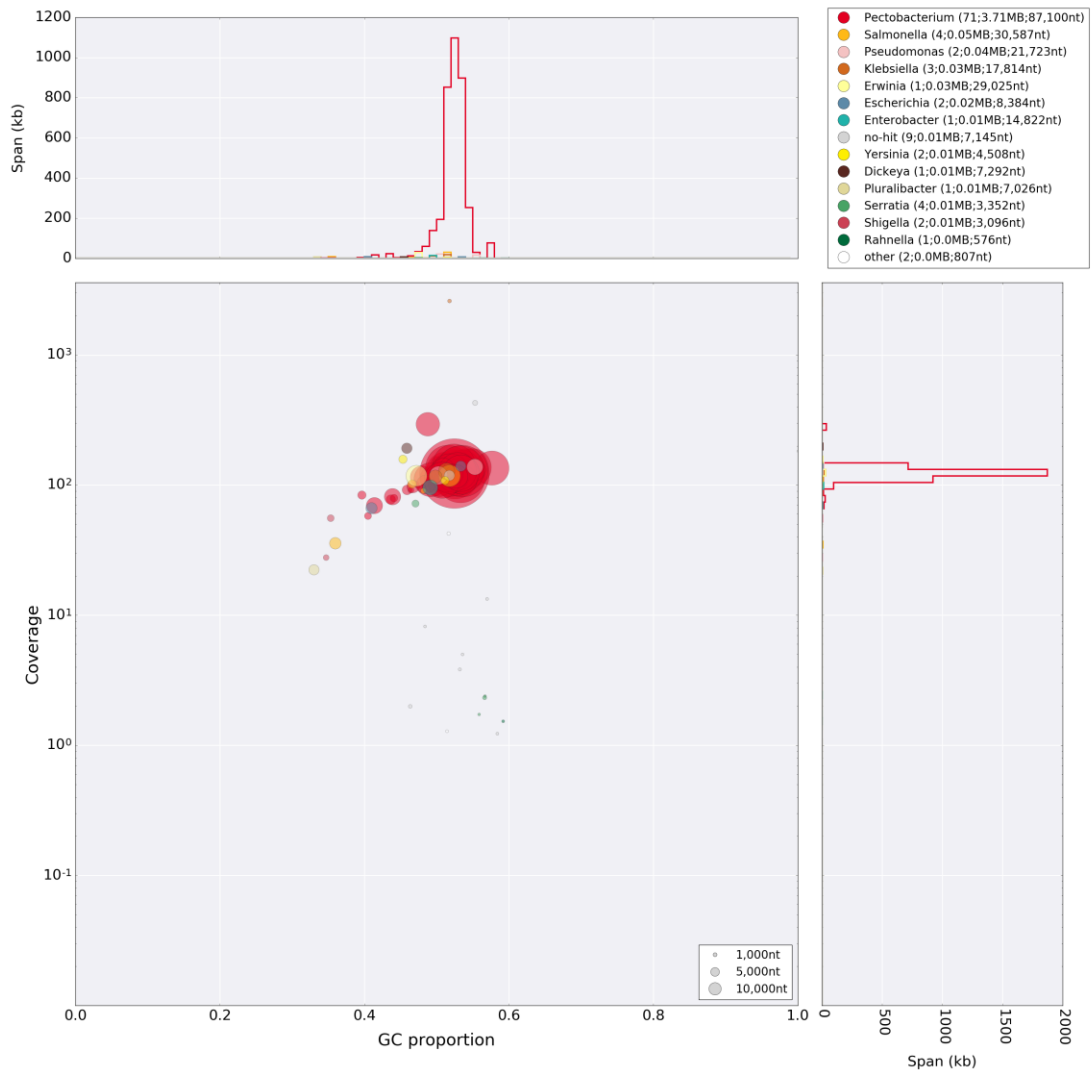 1200
1000
800
600
400
200
0
Span (kb)
Pectobacterium (71;3.71MB;87,100nt)
Salmonella (4;0.05MB;30,587nt)
Pseudomonas (2;0.04MB;21,723nt)
Klebsiella (3;0.03MB;17,814nt)
Erwinia (1;0.03MB;29,025nt)
Escherichia (2;0.02MB;8,384nt)
Enterobacter (1;0.01MB;14,822nt)
no-hit (9;0.01MB;7,145nt)
Yersinia (2;0.01MB;4,508nt)
Dickeya (1;0.01MB;7,292nt)
Pluralibacter (1;0.01MB;7,026nt)
Serratia (4;0.01MB;3,352nt)
Shigella (2;0.01MB;3,096nt)
Rahnella (1;0.0MB;576nt)
other (2;0.0MB;807nt)
10³
10²
10¹
10⁰
10⁻¹
Coverage
1,000nt
5,000nt
10,000nt
0.0 0.2 0.4 0.6 0.8 1.0
GC proportion
0 500 1000 1500 2000
Span (kb)